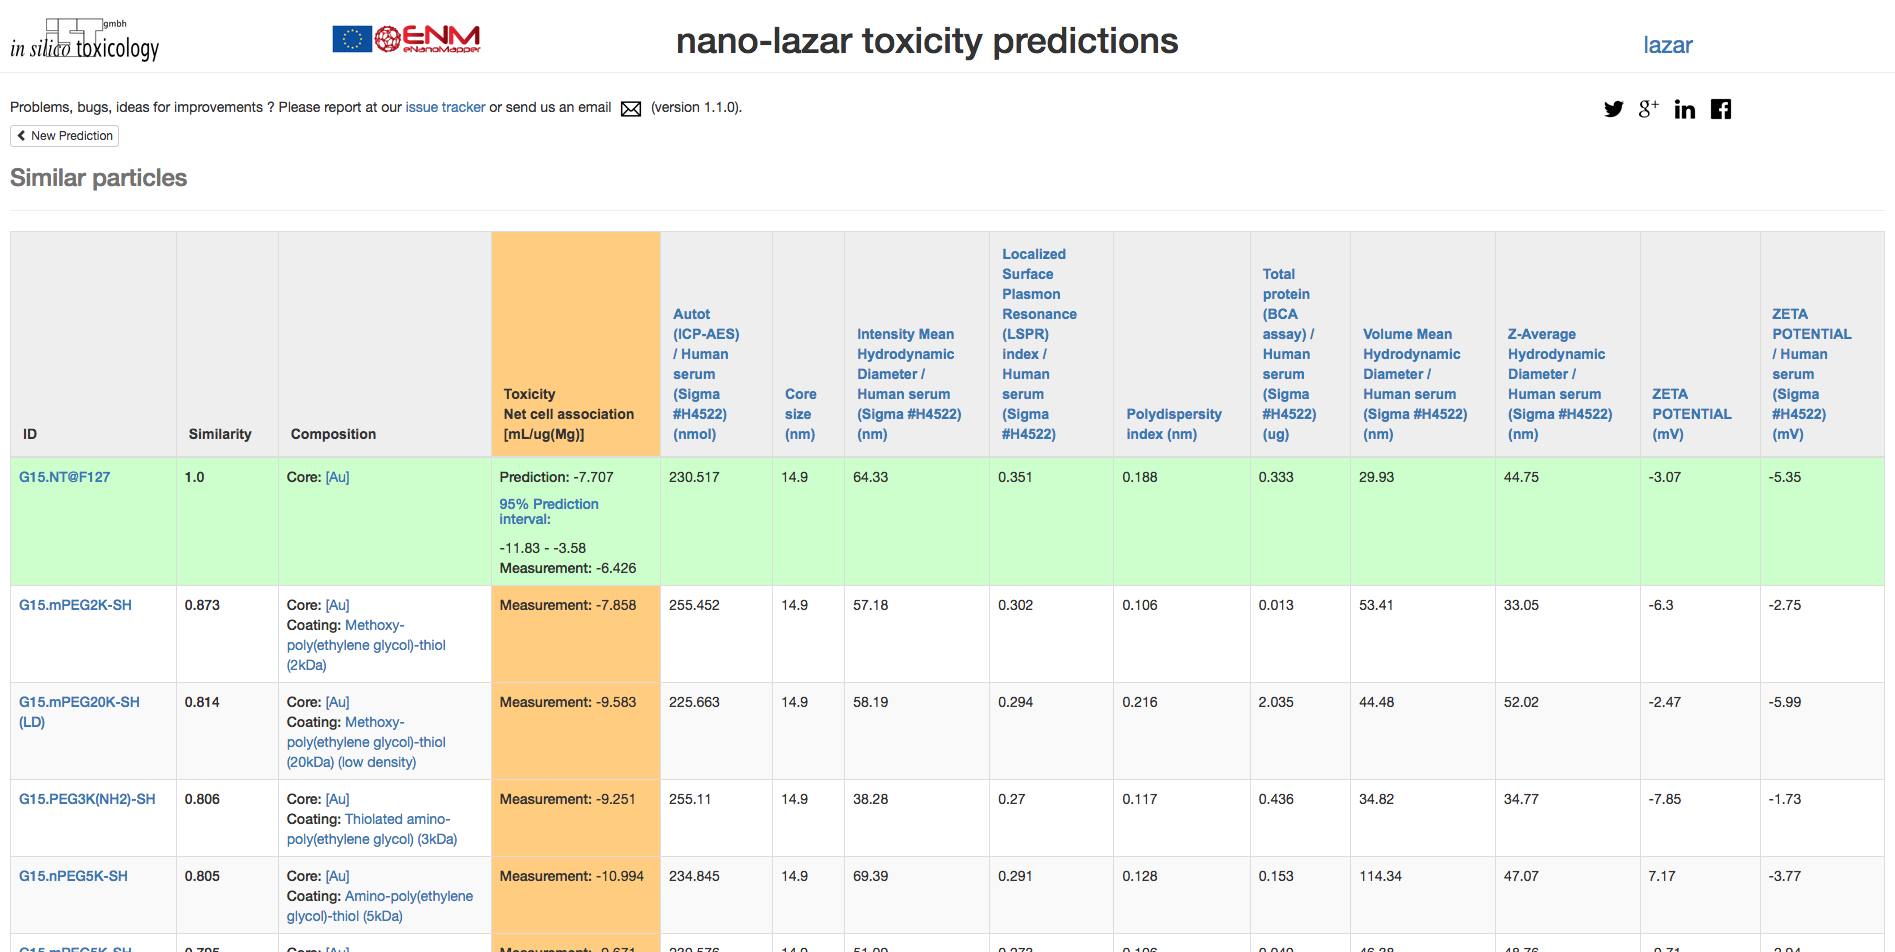 in silico toxicology gmbh
ENM
eNanoMapper
nano-lazar toxicity predictions
lazar
Problems, bugs, ideas for improvements ? Please report at our issue tracker or send us an email (version 1.1.0).
g+ in
New Prediction
Similar particles
ID
Similarity
Composition
Toxicity
Net cell association
[mL/ug(Mg)]
Autot
(ICP-AES)
/ Human
serum
(Sigma
#H4522)
(nmol)
Core
size
(nm)
Intensity Mean
Hydrodynamic
Diameter /
Human serum
(Sigma #H4522)
(nm)
Localized
Surface
Plasmon
Resonance
(LSPR)
index /
Human
serum
(Sigma
#H4522)
Polydispersity
index (nm)
Total
protein
(BCA
assay) /
Human
serum
(Sigma
#H4522)
(ug)
Volume Mean
Hydrodynamic
Diameter /
Human serum
(Sigma #H4522)
(nm)
Z-Average
Hydrodynamic
Diameter /
Human serum
(Sigma #H4522)
(nm)
ZETA
POTENTIAL
(mV)
ZETA
POTENTIAL
/ Human
serum
(Sigma
#H4522)
(mV)
G15.NT@F127 1.0 Core: [Au] Prediction: -7.707 230.517 14.9 64.33 0.351 0.188 0.333 29.93 44.75 -3.07 -5.35
95% Prediction
interval:
-11.83 - -3.58
Measurement: -6.426
G15.mPEG2K-SH 0.873 Core: [Au] Measurement: -7.858 255.452 14.9 57.18 0.302 0.106 0.013 53.41 33.05 -6.3 -2.75
Coating: Methoxy-
poly(ethylene glycol)-thiol
(2kDa)
G15.mPEG20K-SH 0.814 Core: [Au] Measurement: -9.583 225.663 14.9 58.19 0.294 0.216 2.035 44.48 52.02 -2.47 -5.99
(LD) Coating: Methoxy-
poly(ethylene glycol)-thiol
(20kDa) (low density)
G15.PEG3K(NH2)-SH 0.806 Core: [Au] Measurement: -9.251 255.11 14.9 38.28 0.27 0.117 0.436 34.82 34.77 -7.85 -1.73
Coating: Thiolated amino-
poly(ethylene glycol) (3kDa)
G15.nPEG5K-SH 0.805 Core: [Au] Measurement: -10.994 234.845 14.9 69.39 0.291 0.128 0.153 114.34 47.07 7.17 -3.77
Coating: Amino-poly(ethylene
glycol)-thiol (5kDa)
G15.mPEG5K-SH 0.795 Core: [Au] Measurement: 14.9